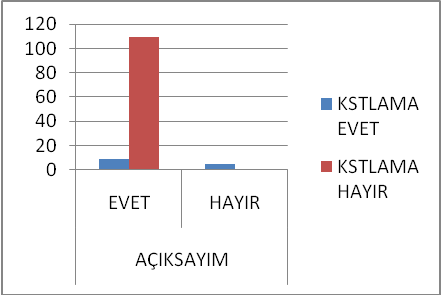 120
100
80
60
40
20
0
EVET
HAYIR
AÇIKSAYIM
KSTLAMA
EVET
KSTLAMA
HAYIR